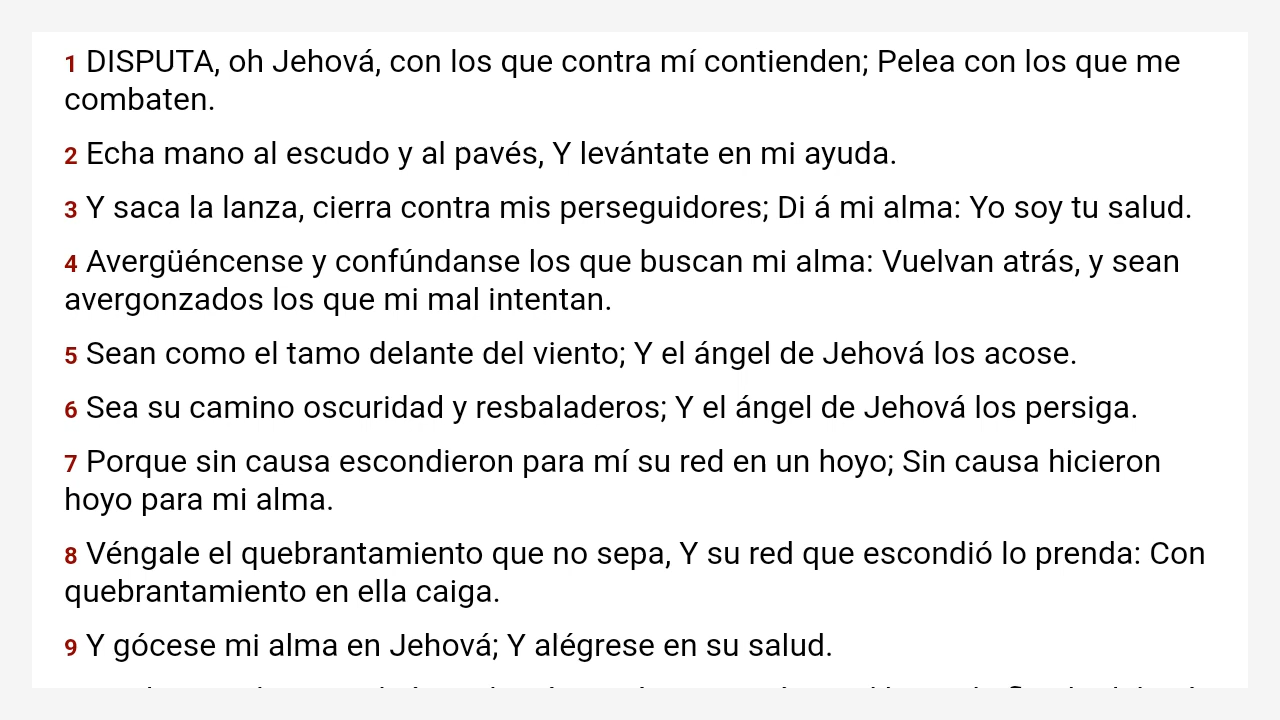 1 DISPUTA, oh Jehová, con los que contra mí contienden; Pelea con los que me
combaten.
2 Echa mano al escudo y al pavés, Y levántate en mi ayuda.
3 Y saca la lanza, cierra contra mis perseguidores; Di á mi alma: Yo soy tu salud.
4 Avergüéncense y confúndanse los que buscan mi alma: Vuelvan atrás, y sean
avergonzados los que mi mal intentan.
5 Sean como el tamo delante del viento; Y el ángel de Jehová los acose.
6 Sea su camino oscuridad y resbaladeros; Y el ángel de Jehová los persiga.
7 Porque sin causa escondieron para mí su red en un hoyo; Sin causa hicieron
hoyo para mi alma.
8 Véngale el quebrantamiento que no sepa, Y su red que escondió lo prenda: Con
quebrantamiento en ella caiga.
9 Y gócese mi alma en Jehová; Y alégrese en su salud.